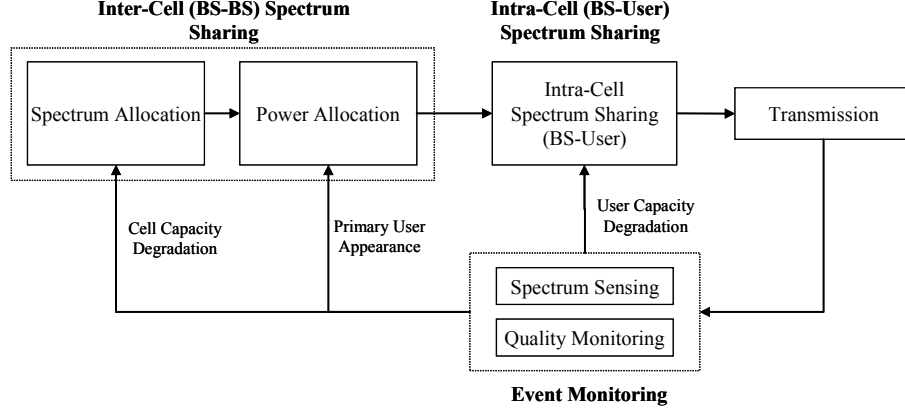 Inter-Cell (BS-BS) Spectrum
Sharing
Intra-Cell (BS-User)
Spectrum Sharing
Spectrum Allocation
Power Allocation
Intra-Cell
Spectrum Sharing
(BS-User)
Transmission
Cell Capacity
Degradation
Primary User
Appearance
User Capacity
Degradation
Spectrum Sensing
Quality Monitoring
Event Monitoring